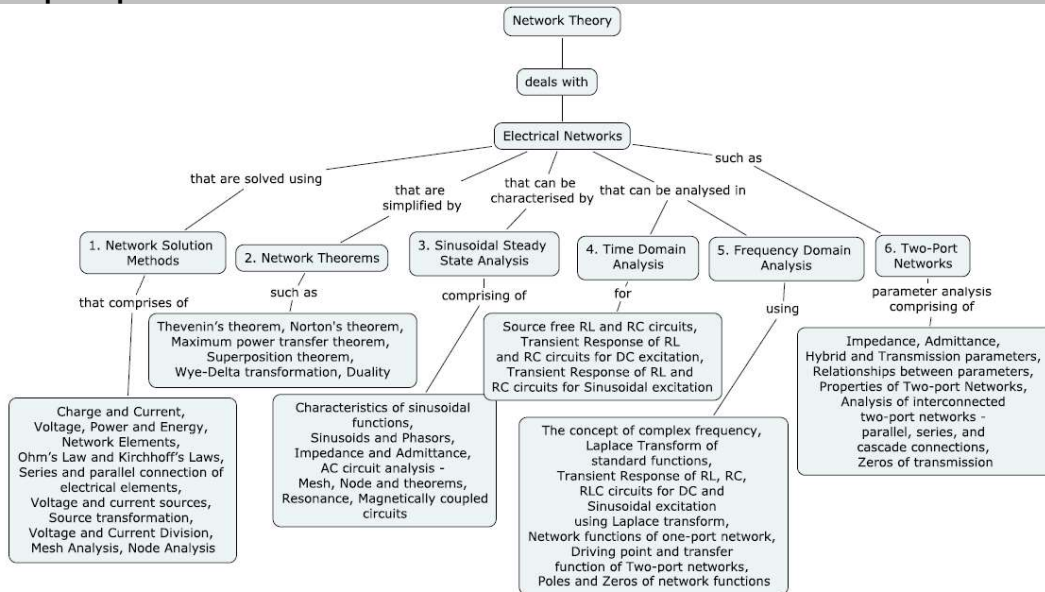 Network Theory
deals with
Electrical Networks
that are solved using
that are
simplified by
that can be
characterised by
that can be analysed in
such as
1. Network Solution
Methods
2. Network Theorems
3. Sinusoidal Steady
State Analysis
4. Time Domain
Analysis
5. Frequency Domain
Analysis
6. Two-Port
Networks
that comprises of
such as
comprising of
for
using
parameter analysis
comprising of
Charge and Current,
Voltage, Power and Energy,
Network Elements,
Ohm's Law and Kirchhoff's Laws,
Series and parallel connection of
electrical elements,
Voltage and current sources,
Source transformation,
Voltage and Current Division,
Mesh Analysis, Node Analysis
Thevenin's theorem, Norton's theorem,
Maximum power transfer theorem,
Superposition theorem,
Wye-Delta transformation, Duality
Characteristics of sinusoidal
functions,
Sinusoids and Phasors,
Impedance and Admittance,
AC circuit analysis -
Mesh, Node and theorems,
Resonance, Magnetically coupled
circuits
Source free RL and RC circuits,
Transient Response of RL
and RC circuits for DC excitation,
Transient Response of RL and
RC circuits for Sinusoidal excitation
The concept of complex frequency,
Laplace Transform of
standard functions,
Transient Response of RL, RC,
RLC circuits for DC and
Sinusoidal excitation
using Laplace transform,
Network functions of one-port network,
Driving point and transfer
function of Two-port networks,
Poles and Zeros of network functions
Impedance, Admittance,
Hybrid and Transmission parameters,
Relationships between parameters,
Properties of Two-port Networks,
Analysis of interconnected
two-port networks -
parallel, series, and
cascade connections,
Zeros of transmission